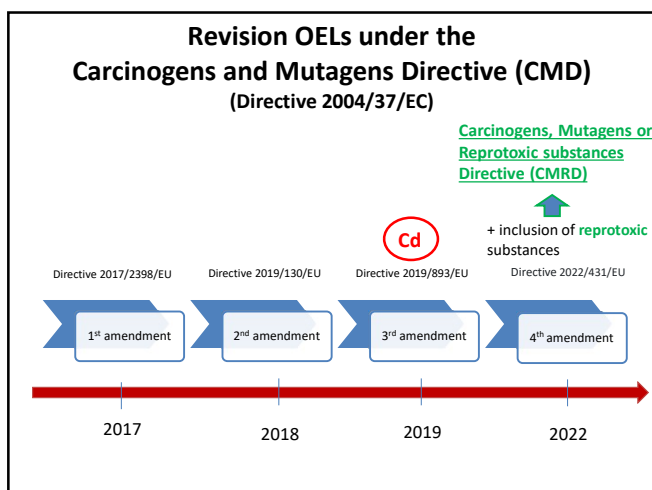 Revision OELs under the
Carcinogens and Mutagens Directive (CMD)
(Directive 2004/37/EC)
Carcinogens, Mutagens or
Reprotoxic substances
Directive (CMRD)
+ inclusion of reprotoxic
substances
Cd
Directive 2017/2398/EU
Directive 2019/130/EU
Directive 2019/893/EU
Directive 2022/431/EU
1st amendment
2nd amendment
3rd amendment
4th amendment
2017
2018
2019
2022